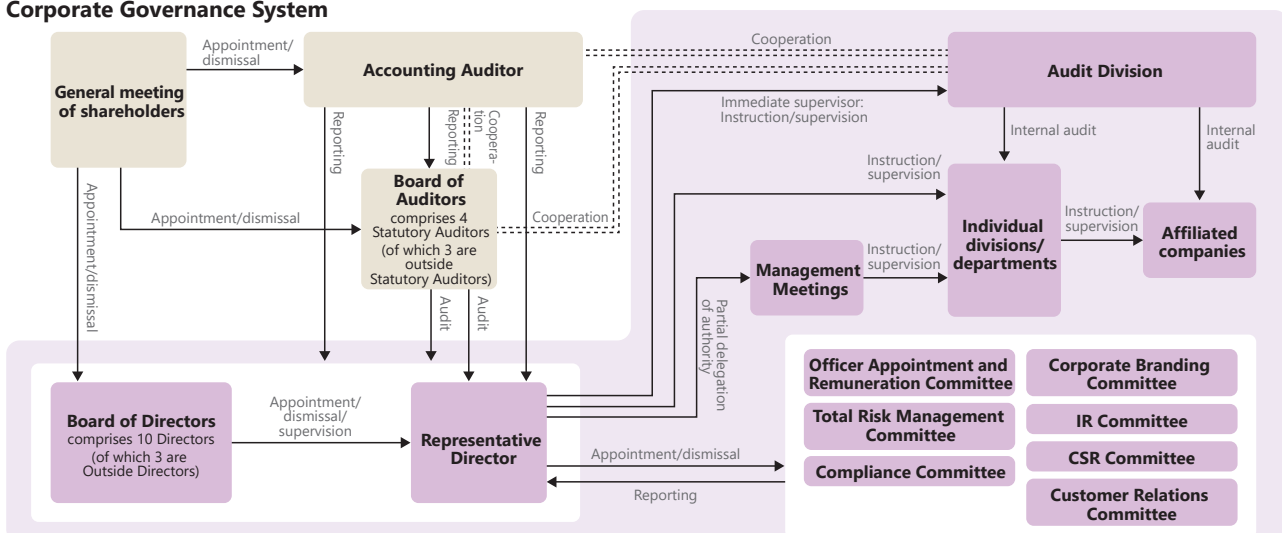 Corporate Governance System
General meeting
of shareholders
Appointment/
dismissal
Accounting Auditor
Cooperation
Audit Division
Immediate supervisor:
Instruction/supervision
Reporting
Reporting
Coopera-
tion
Reporting
Internal audit
Internal
audit
Appointment/dismissal
Appointment/dismissal
Board of
Auditors
comprises 4
Statutory Auditors
(of which 3 are
outside
Statutory Auditors)
Cooperation
Instruction/
supervision
Individual
divisions/
departments
Instruction/
supervision
Affiliated
companies
Management
Meetings
Instruction/
supervision
Audit
Audit
Partial delegation
of authority
Board of Directors
comprises 10 Directors
(of which 3 are
Outside Directors)
Appointment/
dismissal/
supervision
Representative
Director
Appointment/dismissal
Reporting
Officer Appointment and
Remuneration Committee
Total Risk Management
Committee
Compliance Committee
Corporate Branding
Committee
IR Committee
CSR Committee
Customer Relations
Committee